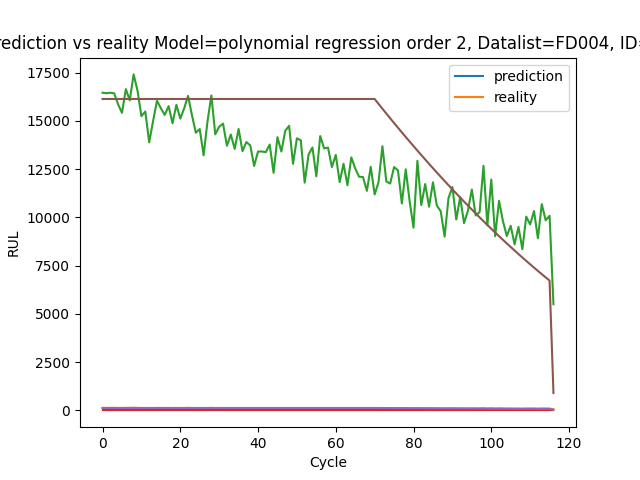 rediction vs reality Model=polynomial regression order 2, Datalist=FD004, ID=
prediction
reality
RUL
17500
15000
12500
10000
7500
5000
2500
0
0 20 40 60 80 100 120
Cycle